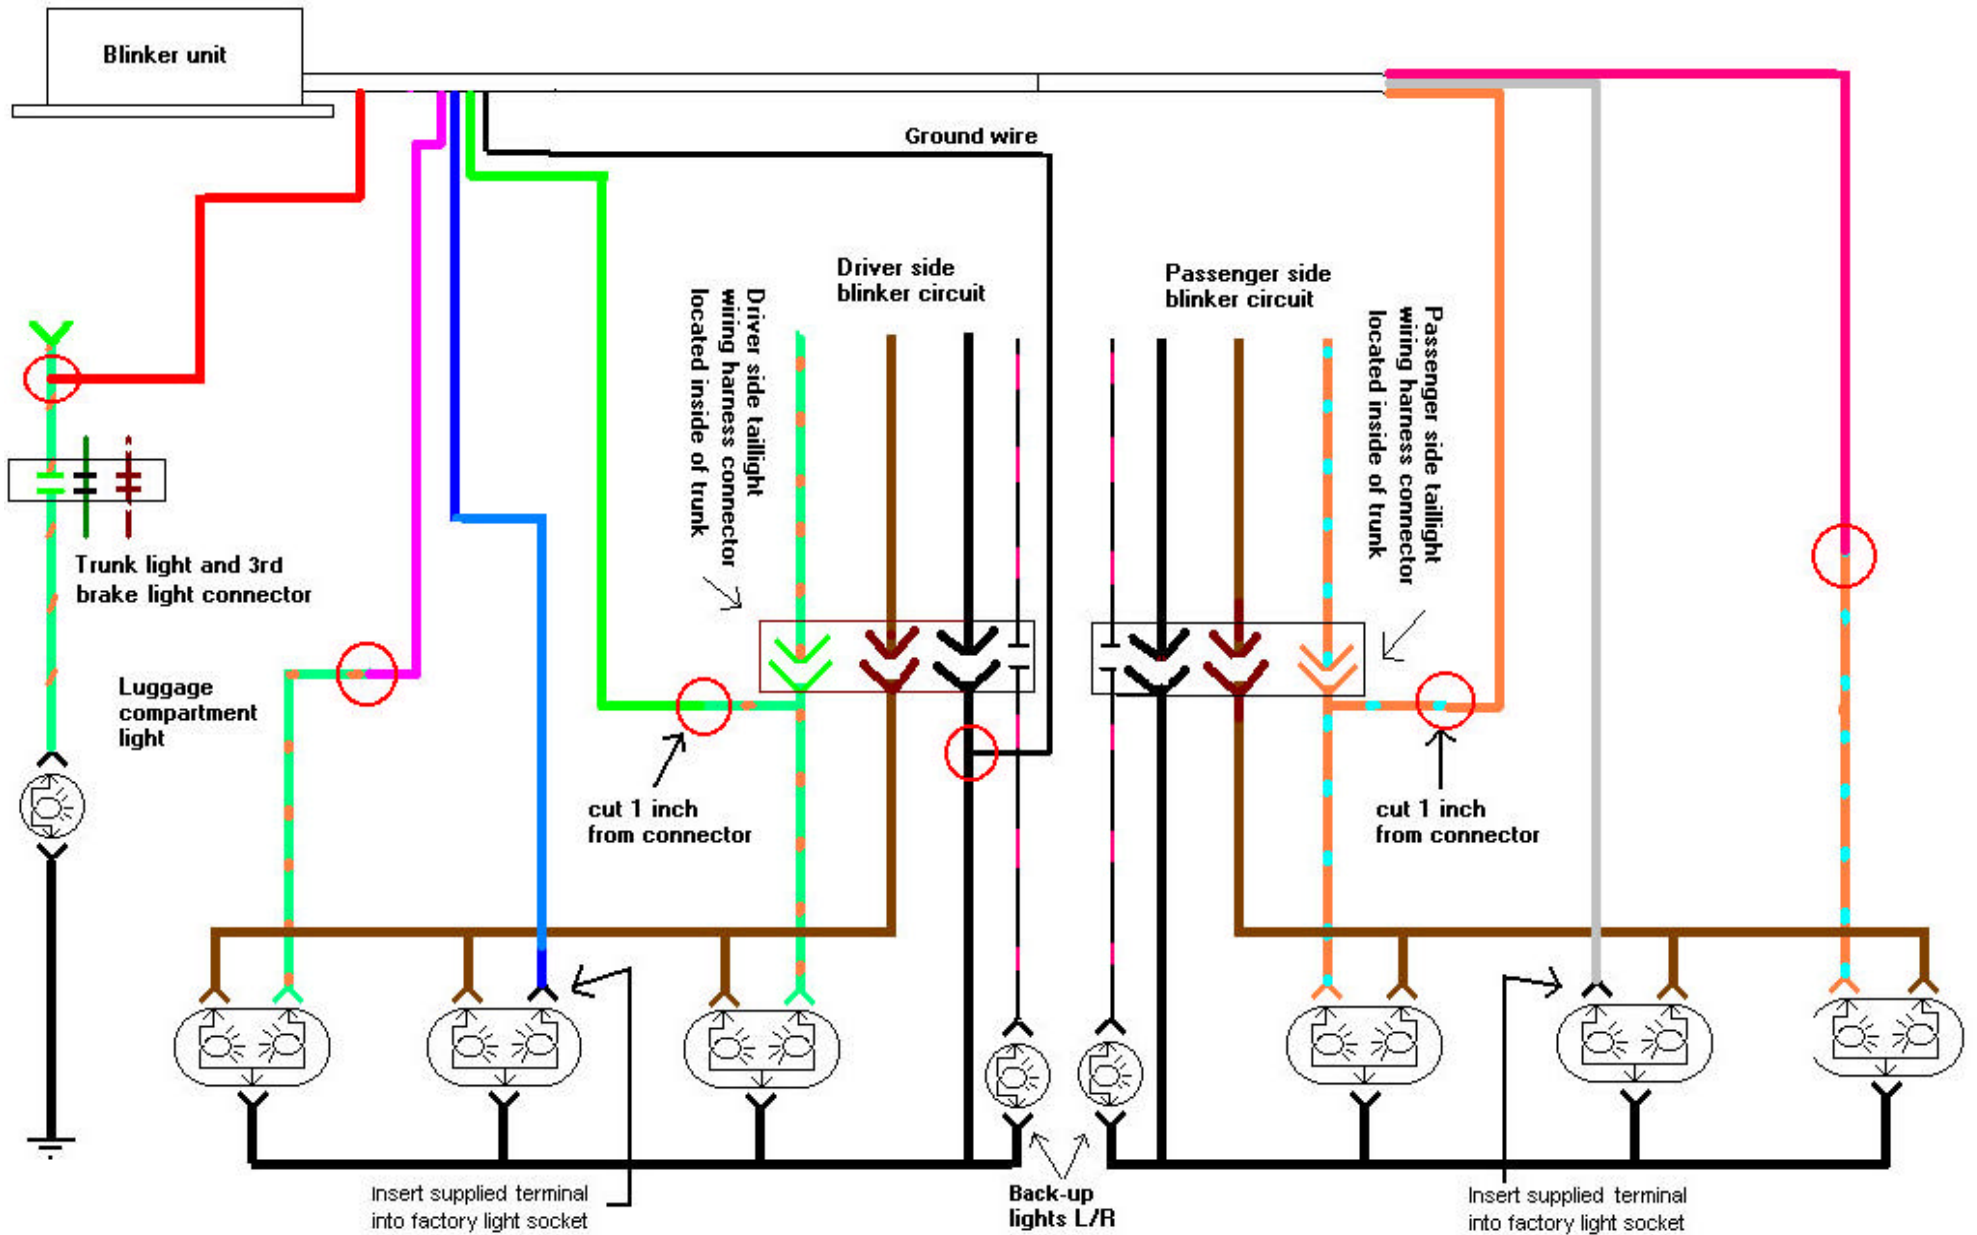 Blinker unit
Ground wire
Driver side
blinker circuit
Passenger side
blinker circuit
Driver side taillight
wiring harness connector
located inside of trunk
Passenger side taillight
wiring harness connector
located inside of trunk
Trunk light and 3rd
brake light connector
Luggage
compartment
light
cut 1 inch
from connector
cut 1 inch
from connector
Insert supplied terminal
into factory light socket
Back-up
lights L/R
Insert supplied terminal
into factory light socket